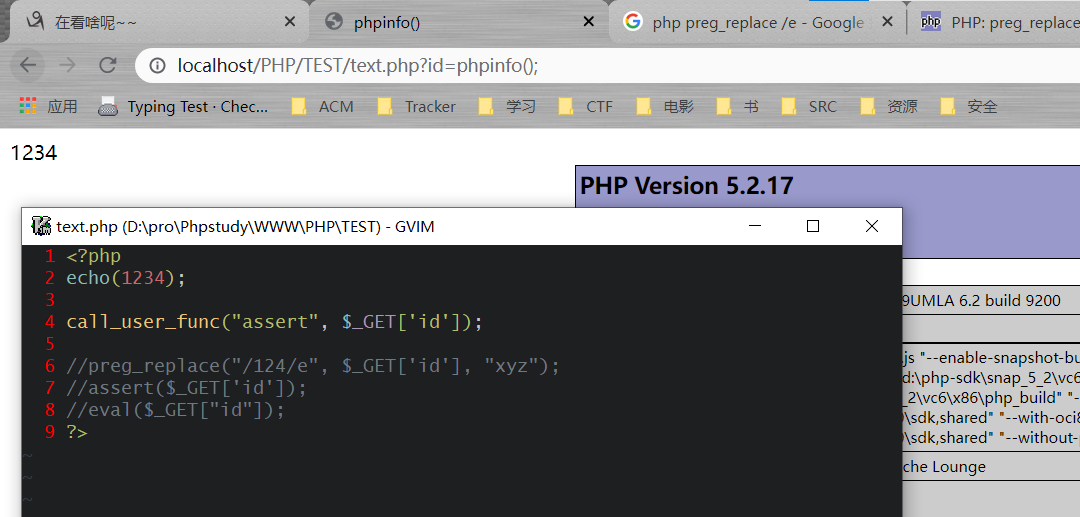 在看啥呢~~
phpinfo()
php preg_replace /e - Google
PHP: preg_replace
localhost/PHP/TEST/text.php?id=phpinfo();
应用
Typing Test · Chec...
ACM
Tracker
学习
CTF
电影
书
SRC
资源
安全
1234
PHP Version 5.2.17
text.php (D:\pro\Phpstudy\WWW\PHP\TEST) - GVIM
1 <?php
2 echo(1234);
3
4 call_user_func("assert", $_GET['id']);
5
6 //preg_replace("/124/e", $_GET['id'], "xyz");
7 //assert($_GET['id']);
8 //eval($_GET["id"]);
9 ?>
~
~
~
9UMLA 6.2 build 9200
.js "--enable-snapshot-bu
d:\php-sdk\snap_5_2\vc6
_2\vc6\x86\php_build" "-
\sdk,shared" "--with-oci8
\sdk,shared" "--without-p
che Lounge